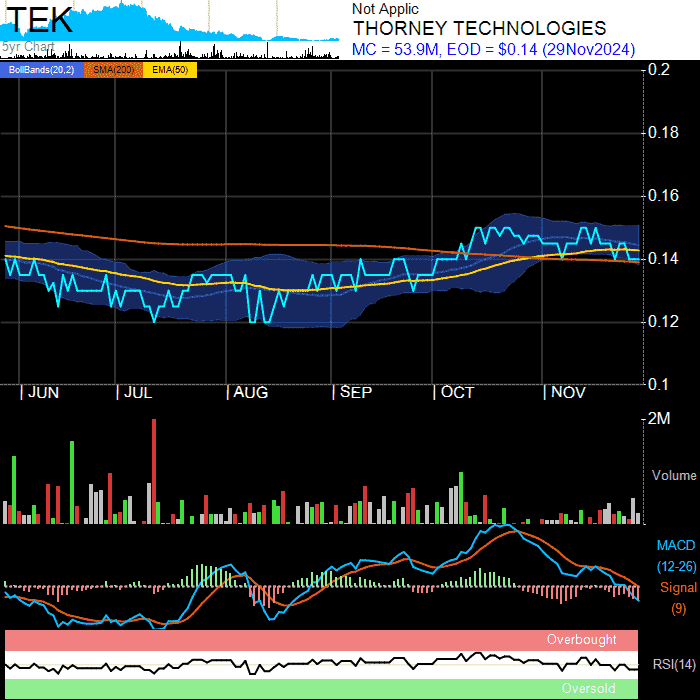 TEK
5yr Chart
Not Applic
THORNEY TECHNOLOGIES
MC = 53.9M, EOD = $0.14 (29Nov2024)
BollBands(20,2) SMA(200) EMA(50)
0.2
0.18
0.16
0.14
0.12
0.1
JUN JUL AUG SEP OCT NOV
2M
Volume
MACD
(12-26)
Signal
(9)
Overbought
RSI(14)
Oversold